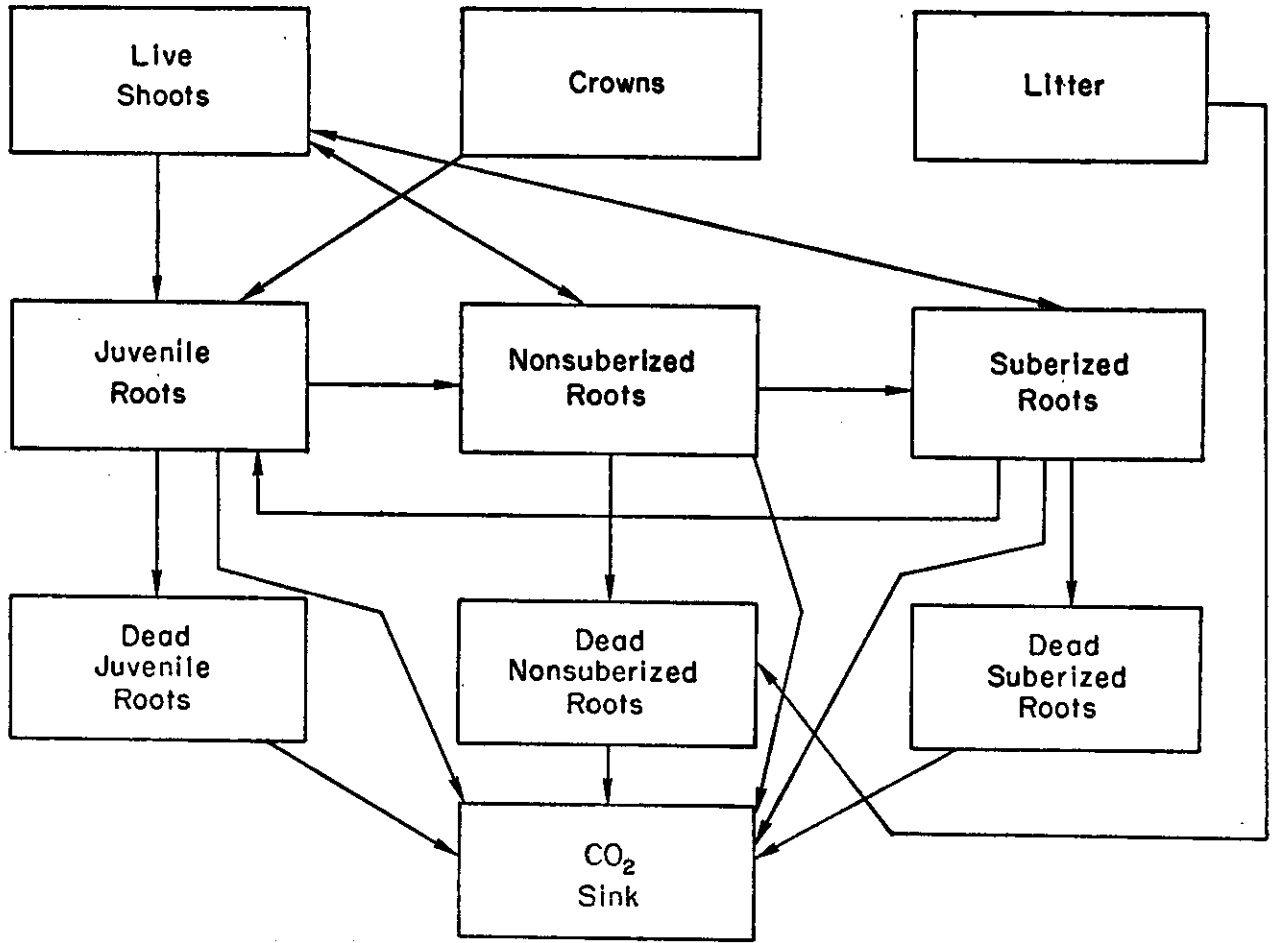 Live
Shoots
Crowns
Litter
Juvenile
Roots
Nonsuberized
Roots
Suberized
Roots
Dead
Juvenile
Roots
Dead
Nonsuberized
Roots
Dead
Suberized
Roots
CO₂
Sink